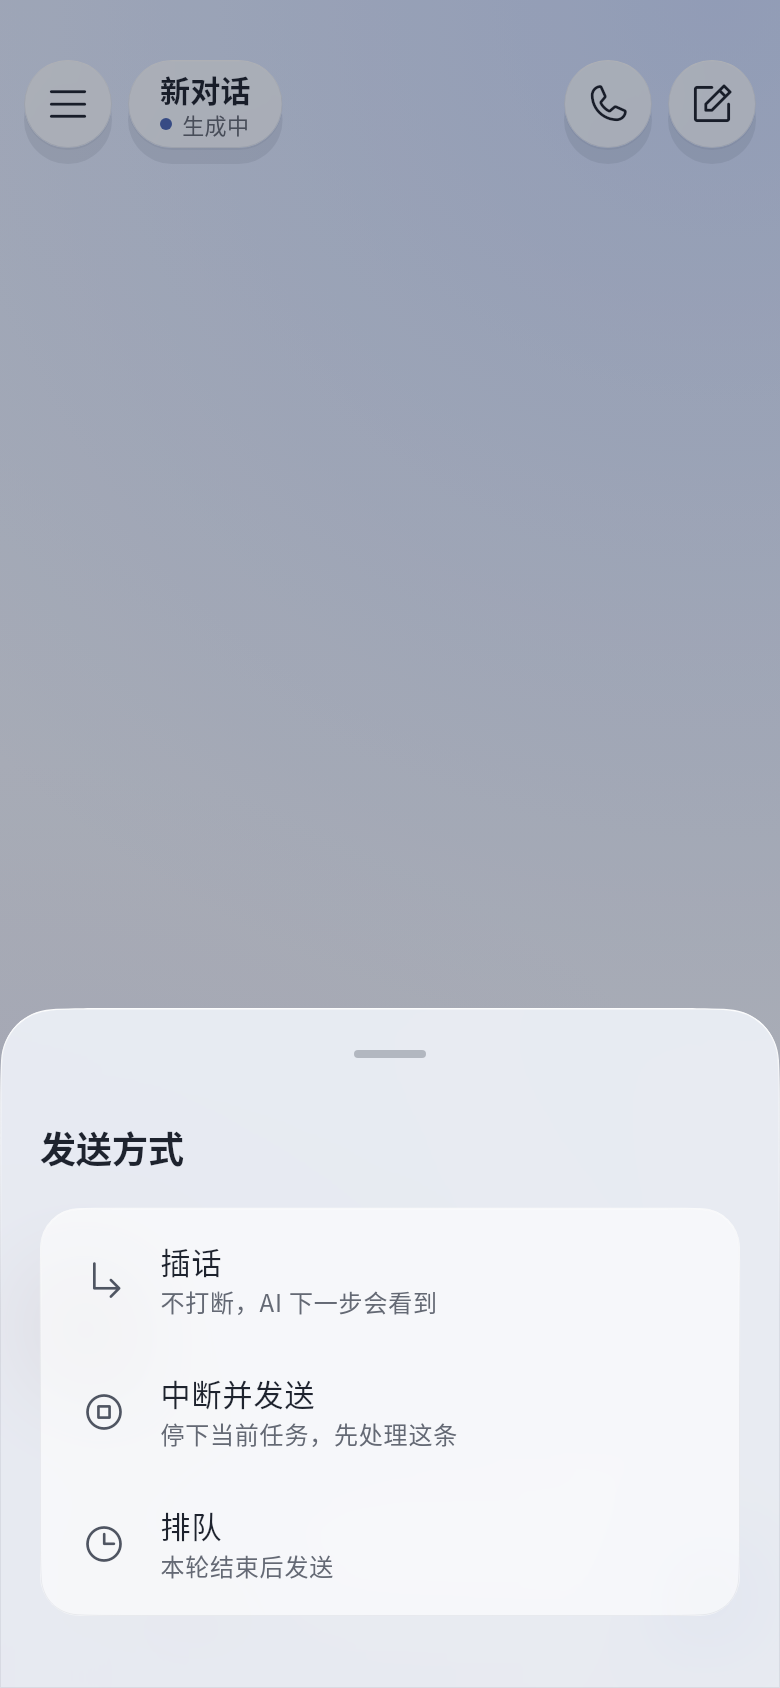 新对话
生成中
发送方式
插话
不打断，AI 下一步会看到
中断并发送
停下当前任务，先处理这条
排队
本轮结束后发送